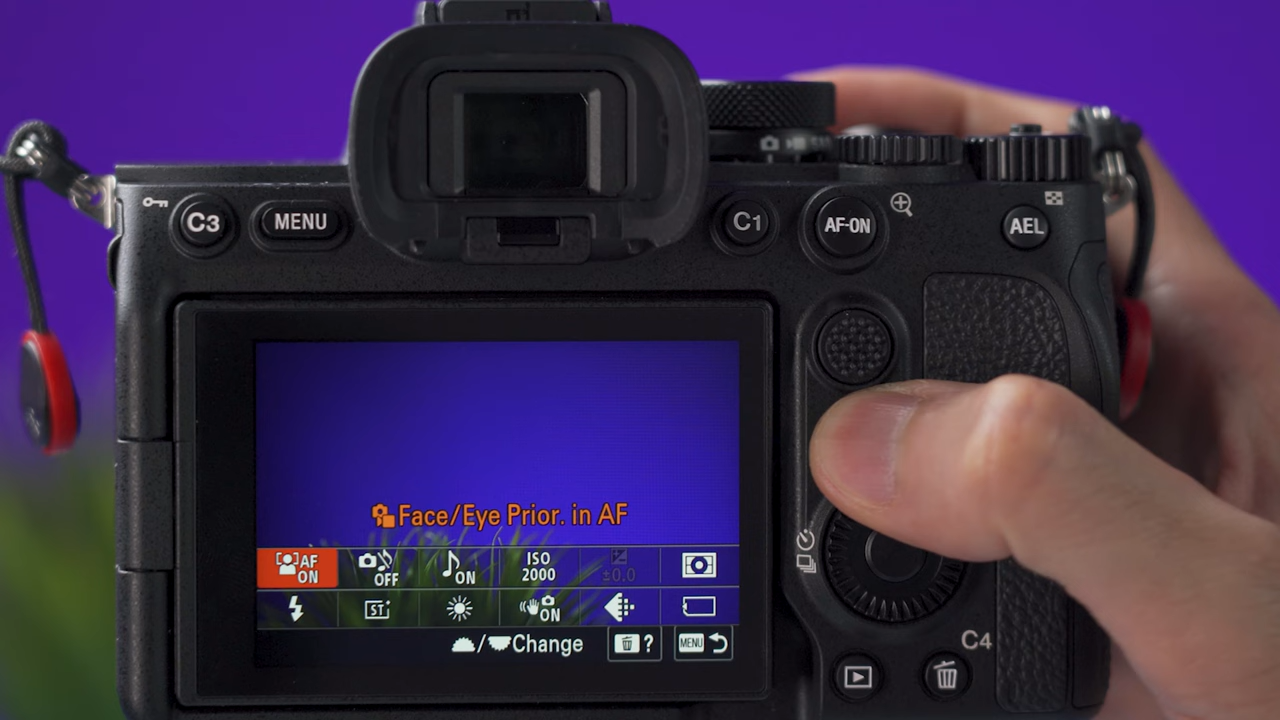 C3
MENU
C1
AF-ON
AEL
Face/Eye Prior. in AF
AF ON
OFF
ON
ISO 2000
±0.0
ST
ON
/ Change
?
MENU
C4